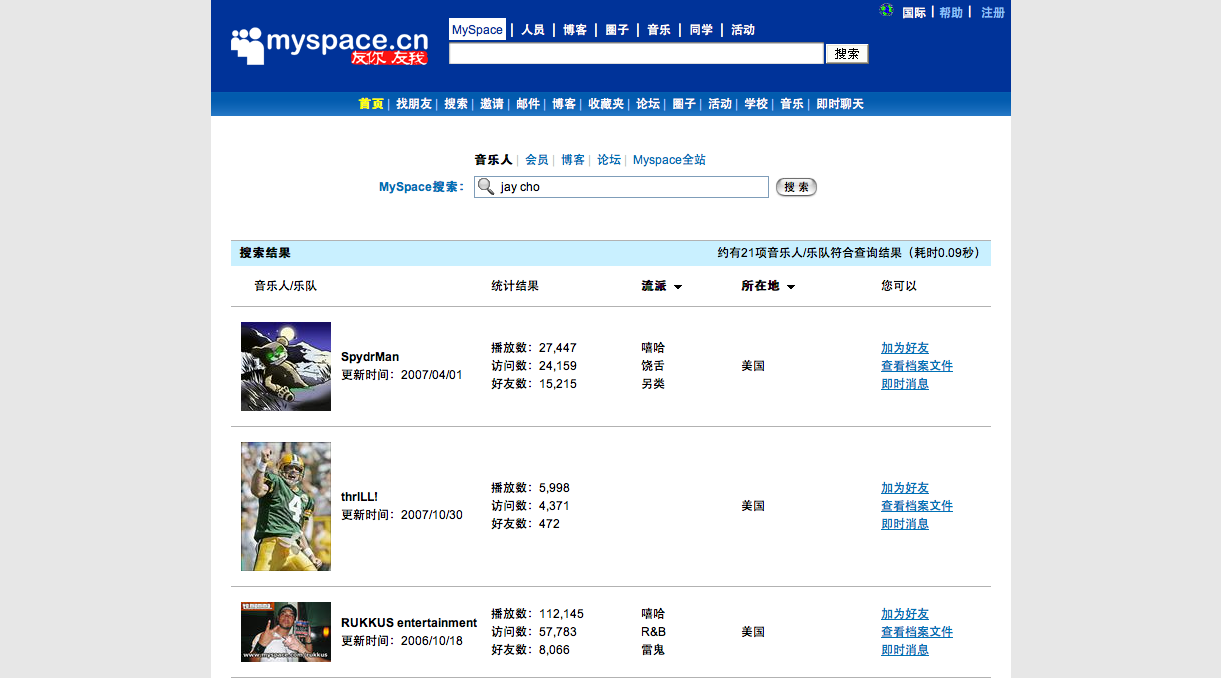 国际 | 帮助 | 注册
myspace.cn
友你 友我
MySpace | 人员 | 博客 | 圈子 | 音乐 | 同学 | 活动
搜索
首页 | 找朋友 | 搜索 | 邀请 | 邮件 | 博客 | 收藏夹 | 论坛 | 圈子 | 活动 | 学校 | 音乐 | 即时聊天
音乐人 | 会员 | 博客 | 论坛 | Myspace全站
MySpace搜索： jay cho 搜 索
搜索结果 约有21项音乐人/乐队符合查询结果（耗时0.09秒）
音乐人/乐队 统计结果 流派 所在地 您可以
SpydrMan
更新时间：2007/04/01
播放数：27,447
访问数：24,159
好友数：15,215
嘻哈
饶舌
另类
美国
加为好友
查看档案文件
即时消息
4
thrILL!
更新时间：2007/10/30
播放数：5,998
访问数：4,371
好友数：472
美国
加为好友
查看档案文件
即时消息
yo momma.
www.myspace.com/rukkus
RUKKUS entertainment
更新时间：2006/10/18
播放数：112,145
访问数：57,783
好友数：8,066
嘻哈
R&B
雷鬼
美国
加为好友
查看档案文件
即时消息